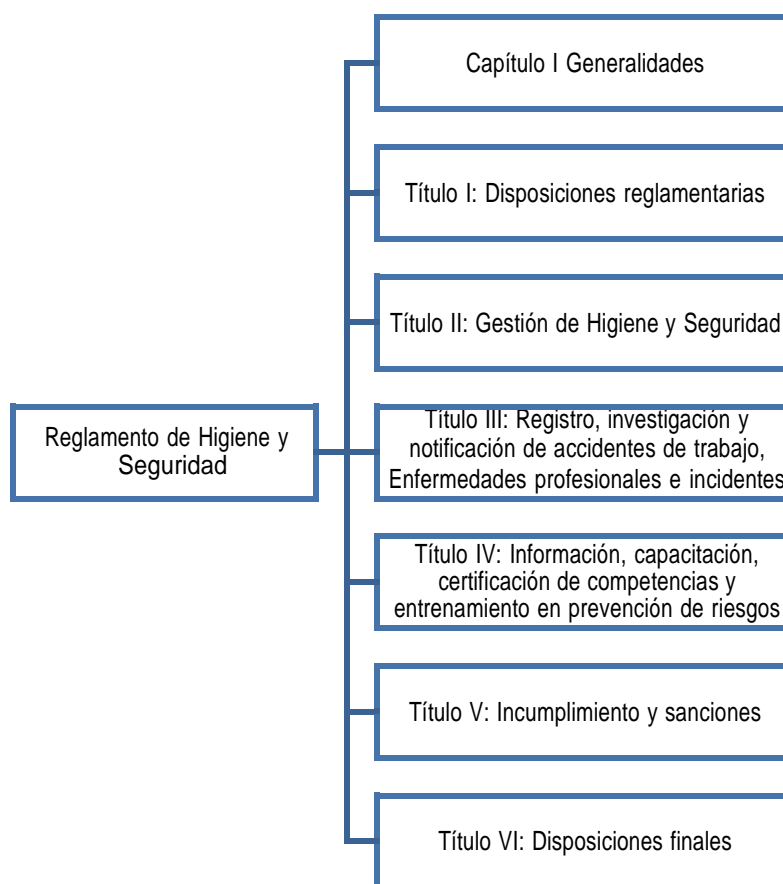 Capítulo I Generalidades
Título I: Disposiciones reglamentarias
Título II: Gestión de Higiene y Seguridad
Reglamento de Higiene y
Seguridad
Título III: Registro, investigación y
notificación de accidentes de trabajo,
Enfermedades profesionales e incidentes
Título IV: Información, capacitación,
certificación de competencias y
entrenamiento en prevención de riesgos
Título V: Incumplimiento y sanciones
Título VI: Disposiciones finales